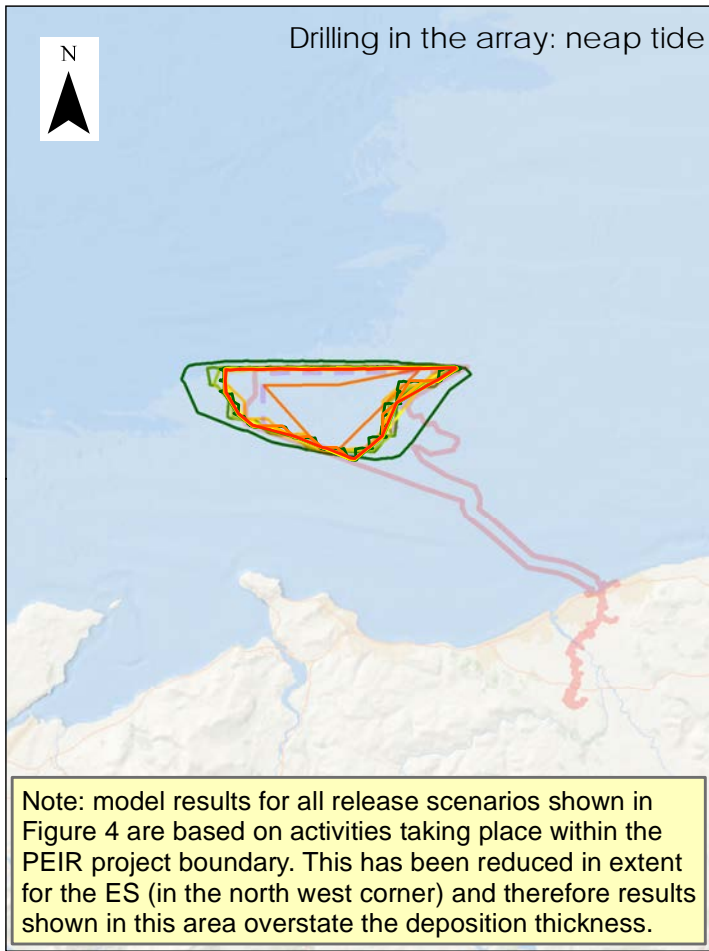 Drilling in the array: neap tide
N
Note: model results for all release scenarios shown in
Figure 4 are based on activities taking place within the
PEIR project boundary. This has been reduced in extent
for the ES (in the north west corner) and therefore results
shown in this area overstate the deposition thickness.